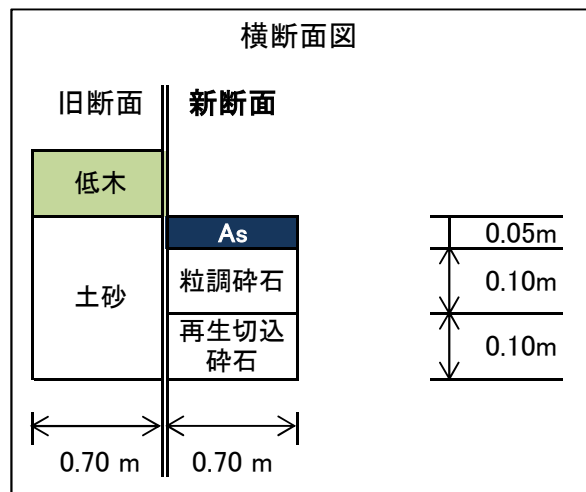 横断面図
旧断面
新断面
低木
土砂
As
粒調砕石
再生切込
砕石
0.05m
0.10m
0.10m
0.70 m
0.70 m